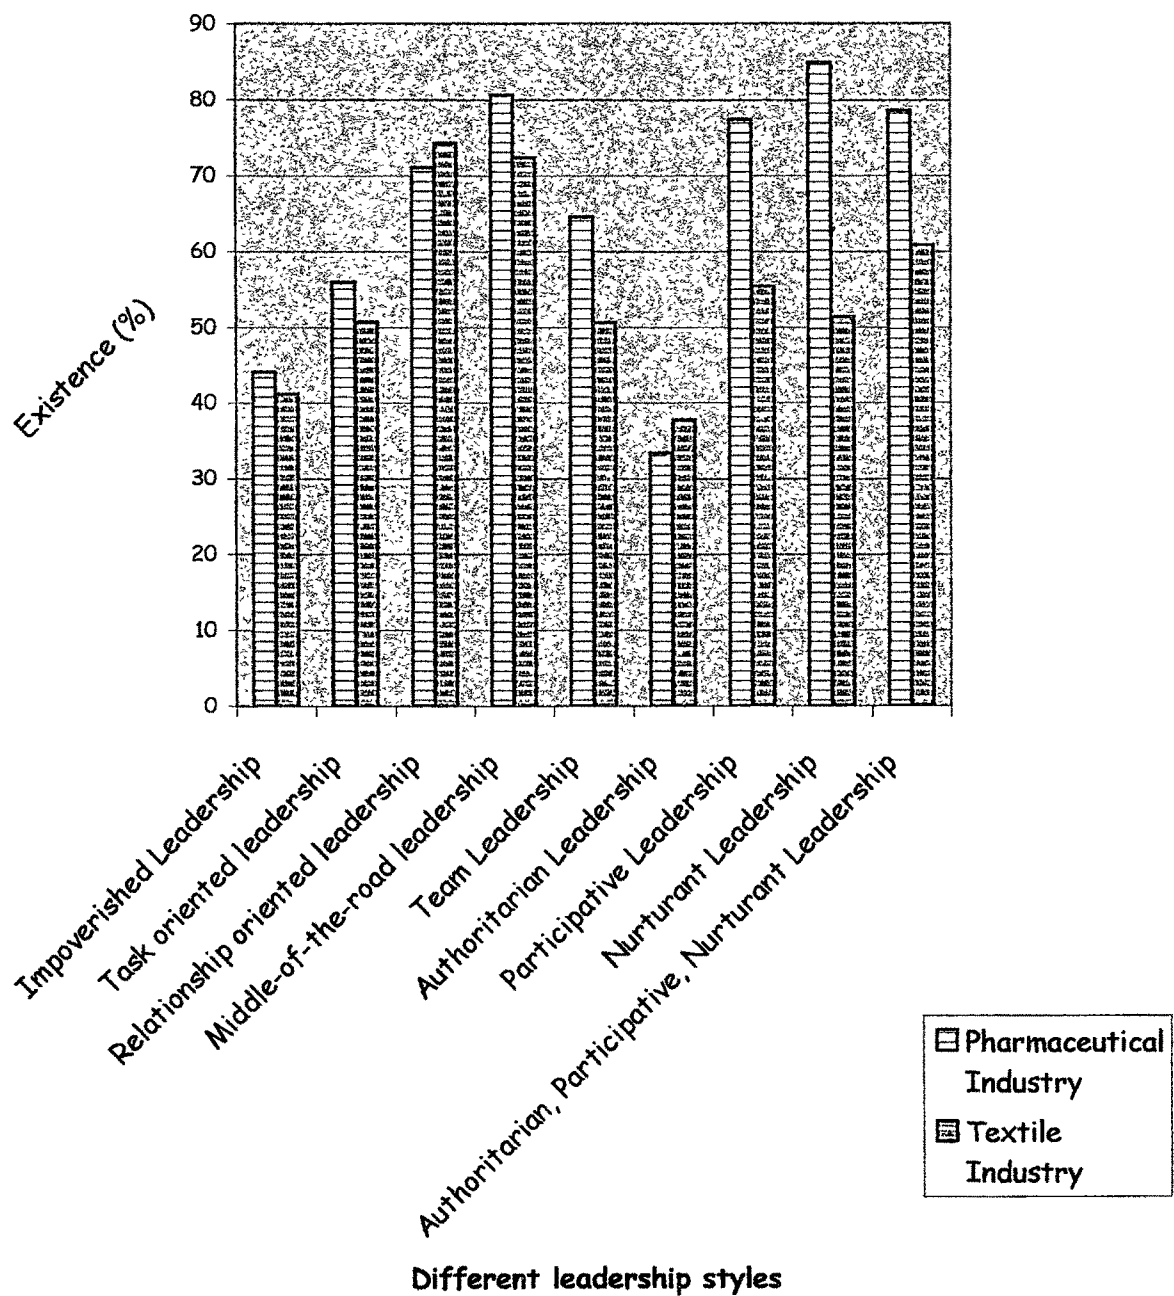 90
80
70
60
50
40
30
20
10
0
Existence (%)
Impoverished Leadership
Task oriented leadership
Relationship oriented leadership
Middle-of-the-road leadership
Team Leadership
Authoritarian Leadership
Participative Leadership
Nurturant Leadership
Authoritarian, Participative, Nurturant Leadership
Pharmaceutical
Industry
Textile
Industry
Different leadership styles